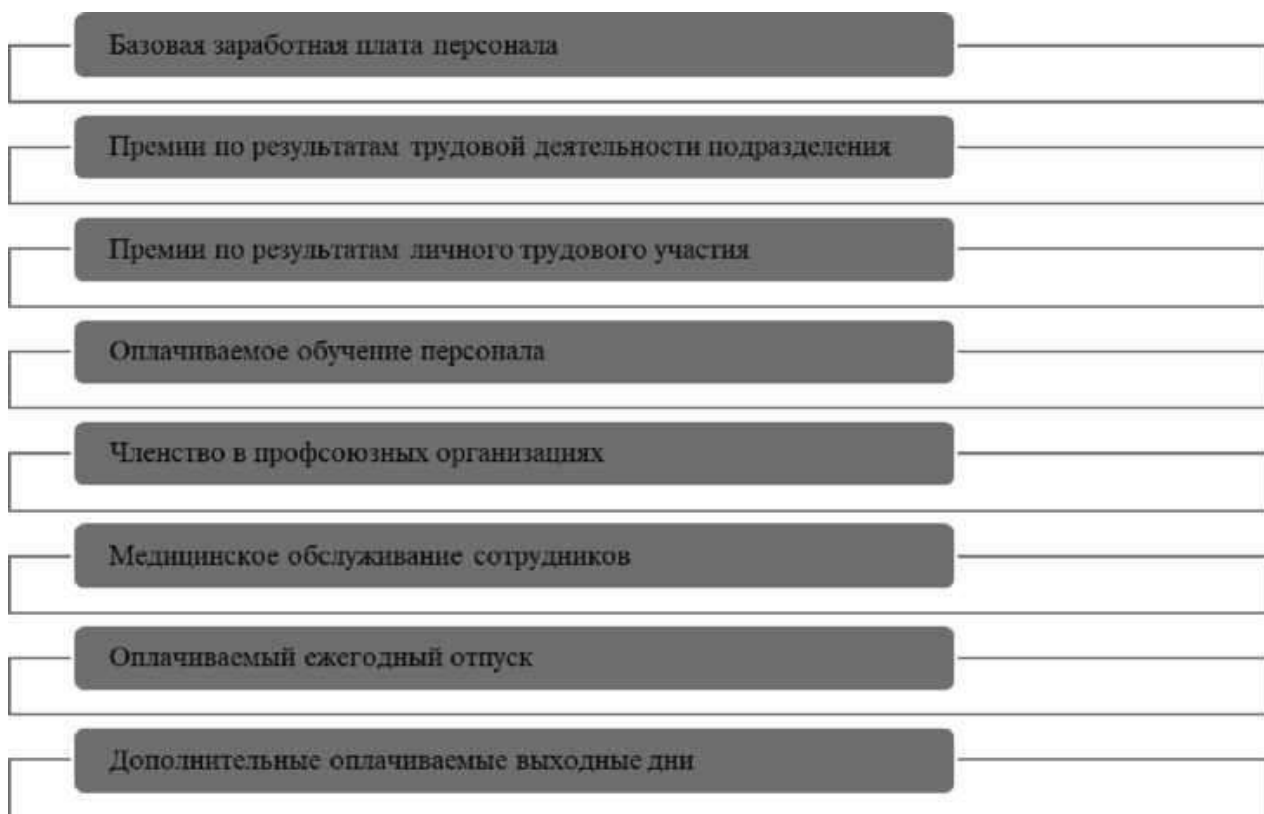 Базовая заработная плата персонала
Премии по результатам трудовой деятельности подразделения
Премии по результатам личного трудового участия
Оплачиваемое обучение персонала
Членство в профсоюзных организациях
Медицинское обслуживание сотрудников
Оплачиваемый ежегодный отпуск
Дополнительные оплачиваемые выходные дни